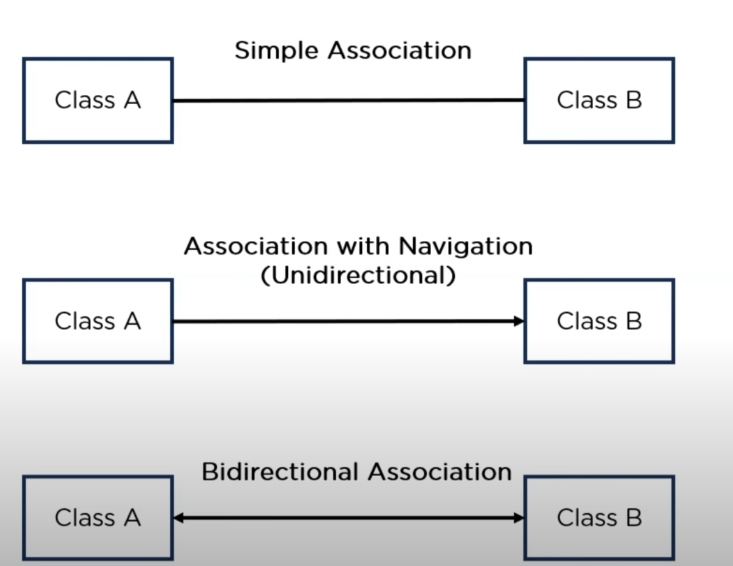 Simple Association
Class A
Class B
Association with Navigation
(Unidirectional)
Class A
Class B
Bidirectional Association
Class A
Class B